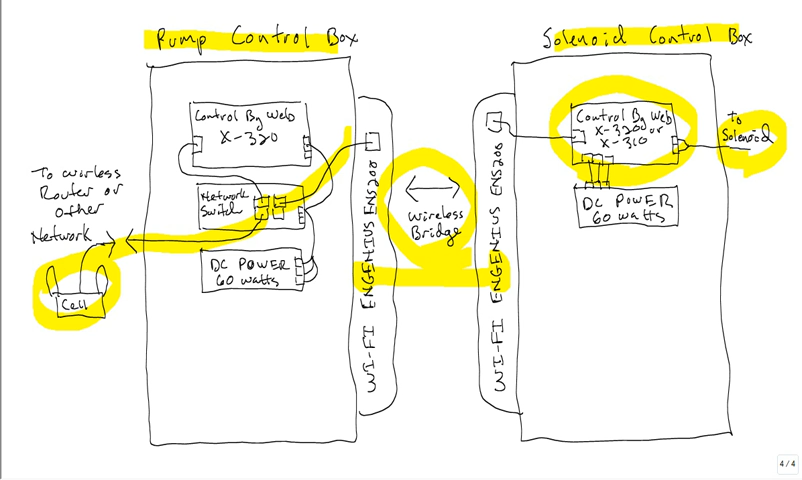 Pump Control Box
Solenoid Control Box
Control By Web
X-320
To wirless
Router or
Other
Network
Network
Switch
DC POWER
60 watts
Cell
WI-FI ENGENIUS ENS200
Wireless
Bridge
WI-FI ENGENIUS ENS200
Control By Web
X-3200 or
X-310
DC POWER
60 watts
To
Solenoid
4/4